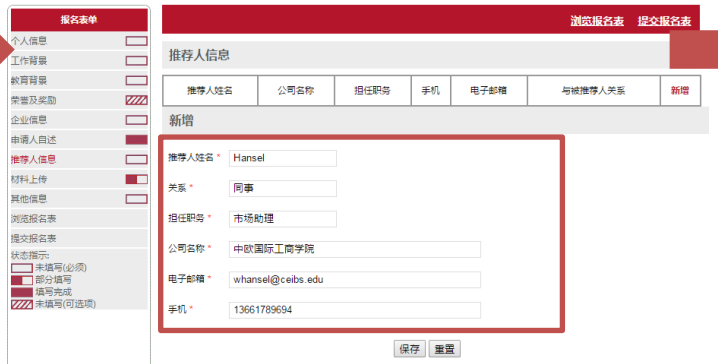 报名表单
个人信息
工作背景
教育背景
荣誉及奖励
企业信息
申请人自述
推荐人信息
材料上传
其他信息
浏览报名表
提交报名表
状态指示:
未填写(必须)
部分填写
填写完成
未填写(可选项)
浏览报名表 提交报名表
推荐人信息
推荐人姓名 公司名称 担任职务 手机 电子邮箱 与被推荐人关系 新增
新增
推荐人姓名 * Hansel
关系 * 同事
担任职务 * 市场助理
公司名称 * 中欧国际工商学院
电子邮箱 * whansel@ceibs.edu
手机 * 13661789694
保存 重置